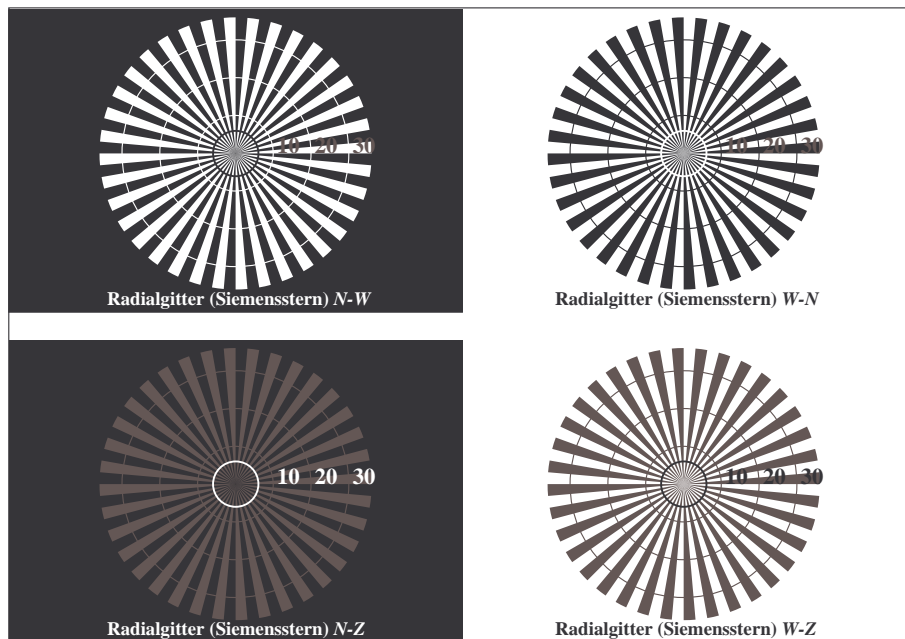 10 20 30
Radialgitter (Siemensstern) N-W
10 20 30
Radialgitter (Siemensstern) W-N
10 20 30
Radialgitter (Siemensstern) N-Z
10 20 30
Radialgitter (Siemensstern) W-Z